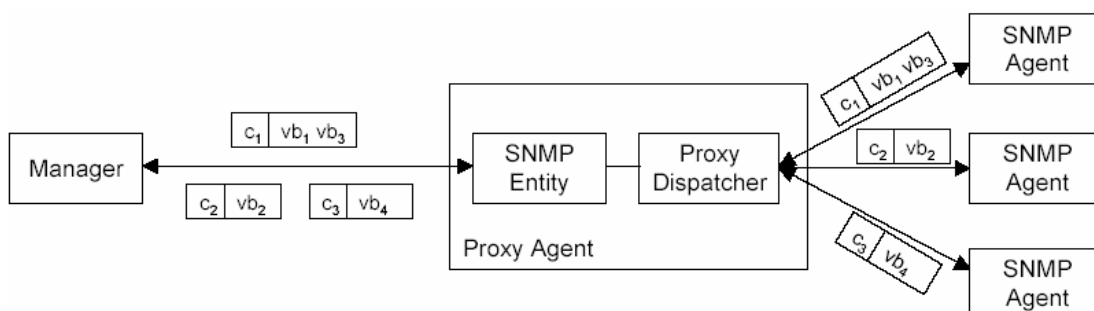 Manager
c₁ vb₁ vb₃
c₂ vb₂
c₃ vb₄
SNMP
Entity
Proxy
Dispatcher
Proxy Agent
c₁ vb₁ vb₃
c₂ vb₂
c₃ vb₄
SNMP
Agent
SNMP
Agent
SNMP
Agent